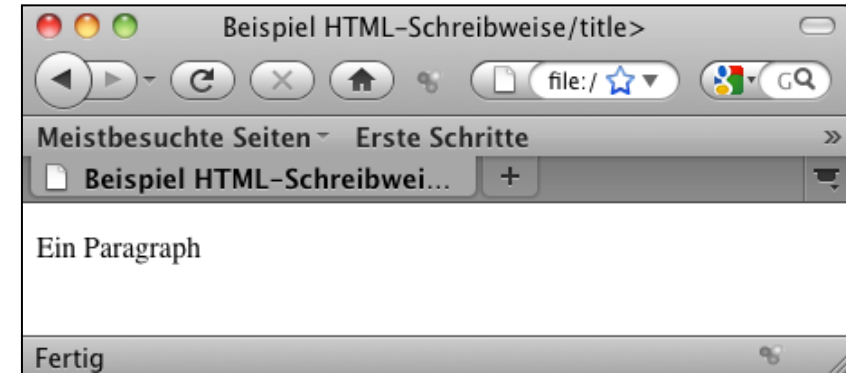 Beispiel HTML-Schreibweise/title>
file:/ G
Meistbesuchte Seiten Erste Schritte »
Beispiel HTML-Schreibwei... +
Ein Paragraph
Fertig